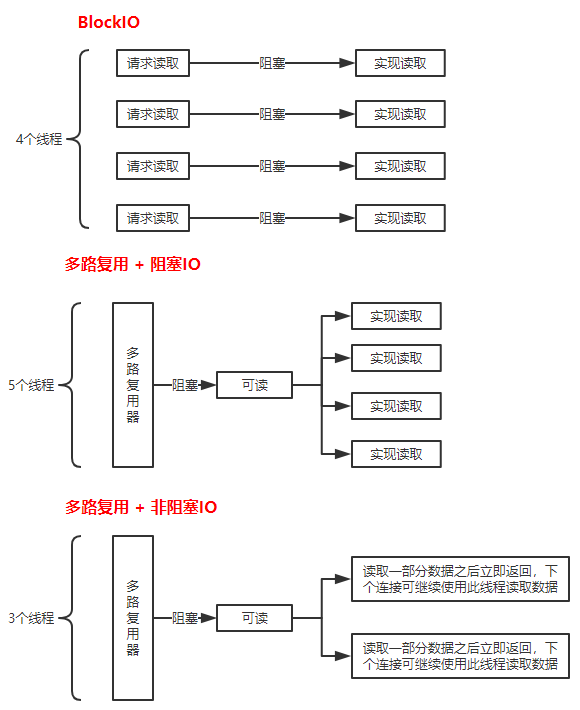 BlockIO
4个线程
请求读取
阻塞
实现读取
请求读取
阻塞
实现读取
请求读取
阻塞
实现读取
请求读取
阻塞
实现读取
多路复用 + 阻塞IO
5个线程
多
路
复
用
器
阻塞
可读
实现读取
实现读取
实现读取
实现读取
多路复用 + 非阻塞IO
3个线程
多
路
复
用
器
阻塞
可读
读取一部分数据之后立即返回，下
个连接可继续使用此线程读取数据
读取一部分数据之后立即返回，下
个连接可继续使用此线程读取数据